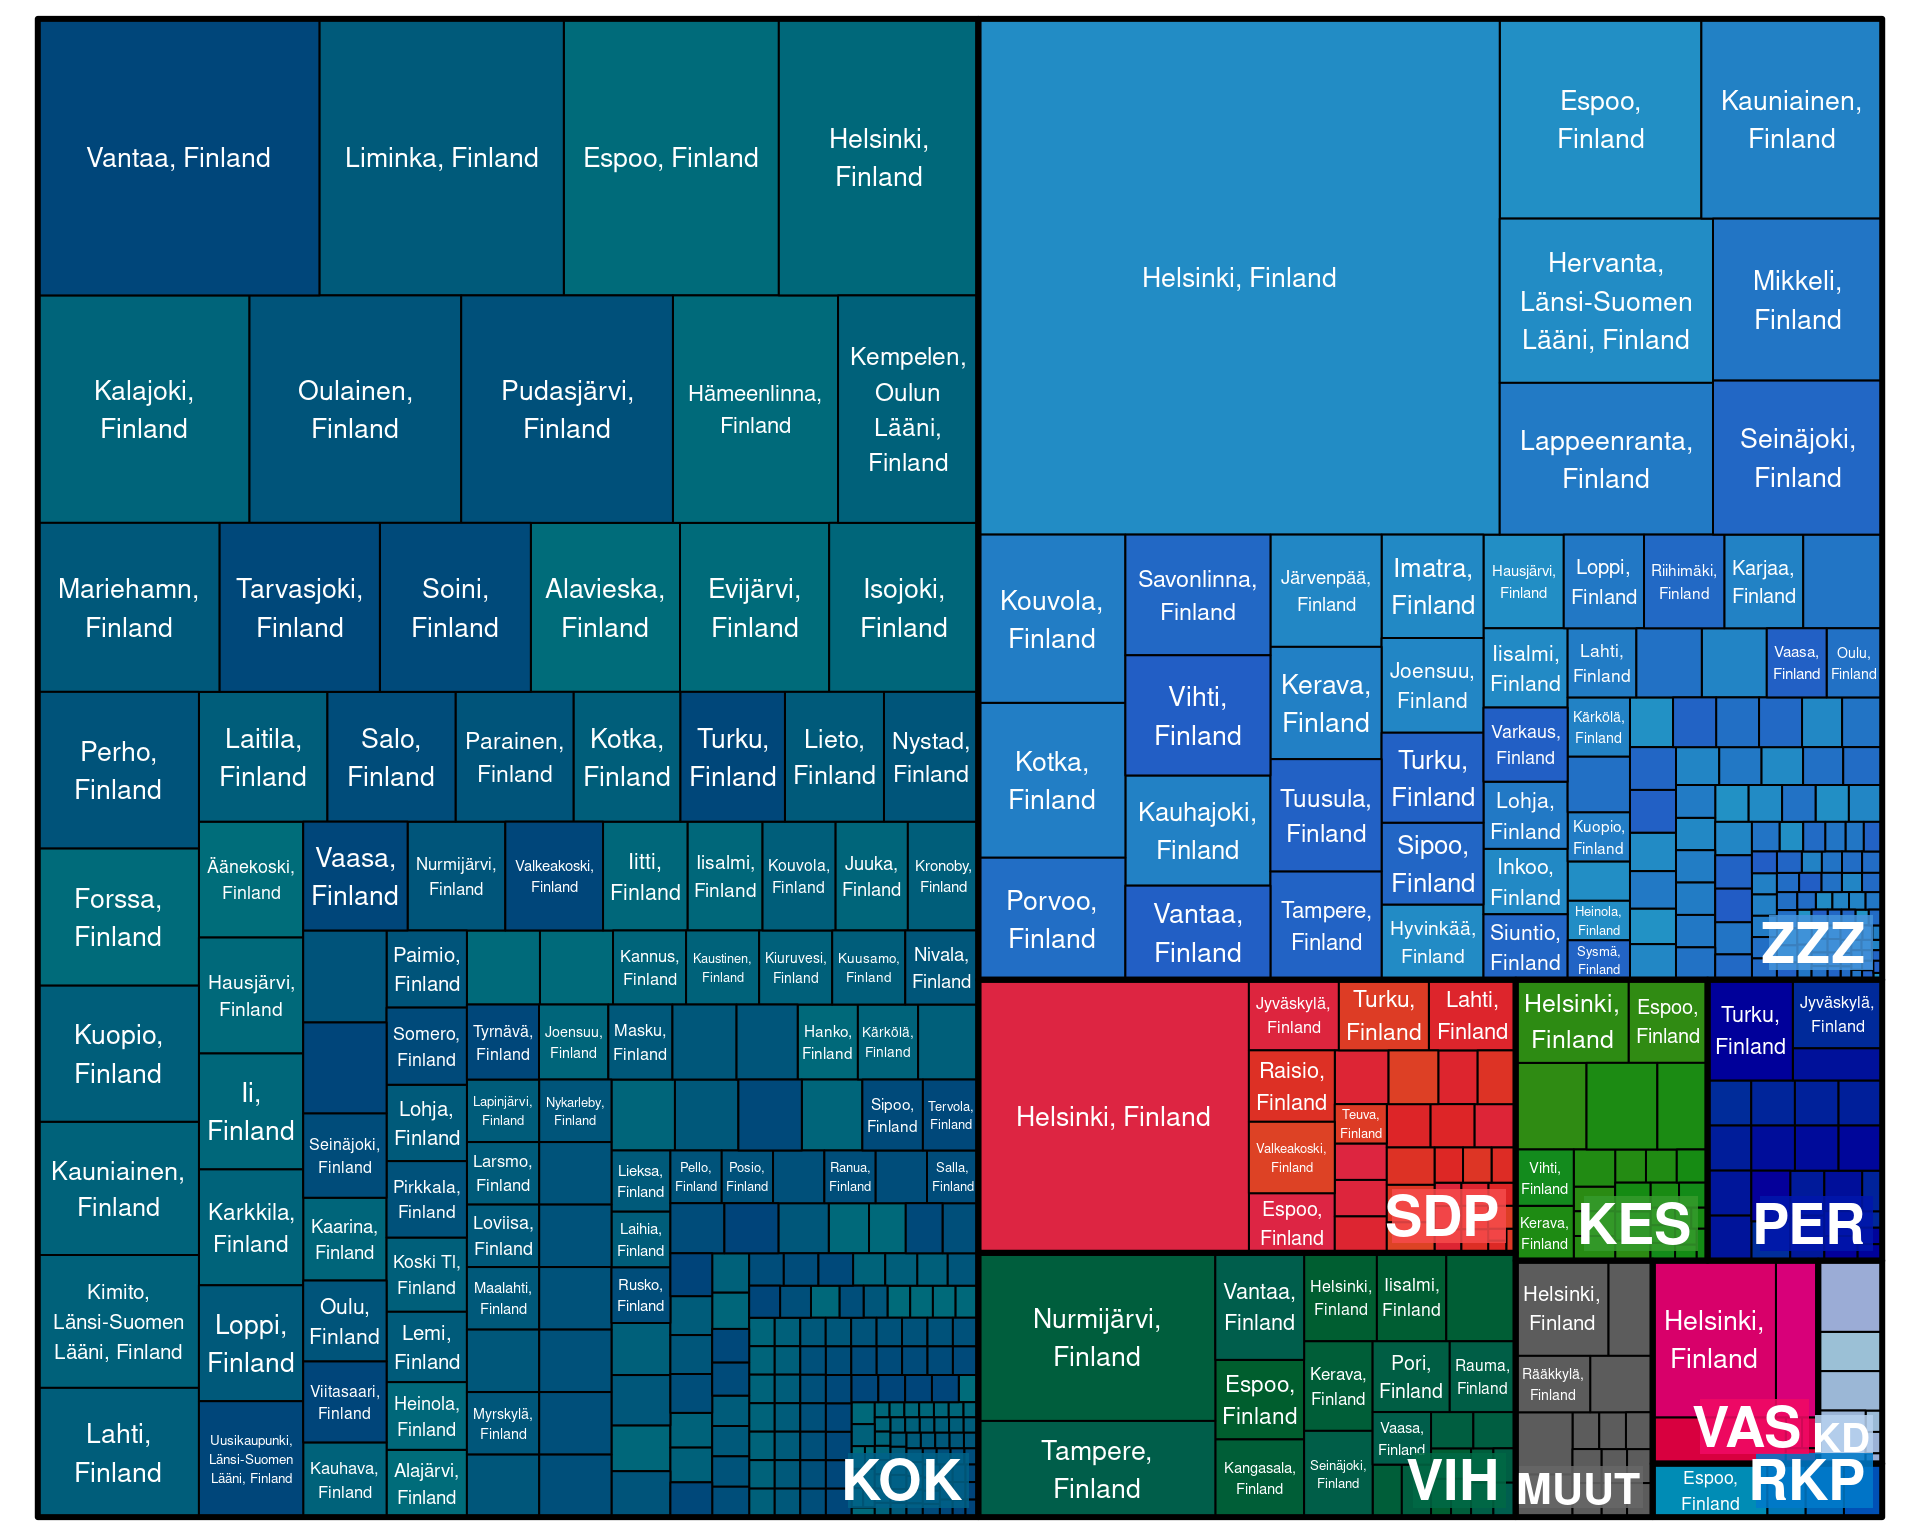 Vantaa, Finland
Liminka, Finland
Espoo, Finland
Helsinki,
Finland
Kalajoki,
Finland
Oulainen,
Finland
Pudasjärvi,
Finland
Hämeenlinna,
Finland
Kempelen,
Oulun
Lääni,
Finland
Mariehamn,
Finland
Tarvasjoki,
Finland
Soini,
Finland
Alavieska,
Finland
Evijärvi,
Finland
Isojoki,
Finland
Perho,
Finland
Laitila,
Finland
Salo,
Finland
Parainen,
Finland
Kotka,
Finland
Turku,
Finland
Lieto,
Finland
Nystad,
Finland
Forssa,
Finland
Äänekoski,
Finland
Vaasa,
Finland
Nurmijärvi,
Finland
Valkeakoski,
Finland
Iitti,
Finland
Iisalmi,
Finland
Kouvola,
Finland
Juuka,
Finland
Kronoby,
Finland
Kuopio,
Finland
Hausjärvi,
Finland
Paimio,
Finland
Kannus,
Finland
Kaustinen,
Finland
Kiuruvesi,
Finland
Kuusamo,
Finland
Nivala,
Finland
Somero,
Finland
Tyrnävä,
Finland
Joensuu,
Finland
Masku,
Finland
Hanko,
Finland
Kärkölä,
Finland
Ii,
Finland
Seinäjoki,
Finland
Lohja,
Finland
Lapinjärvi,
Finland
Nykarleby,
Finland
Sipoo,
Finland
Tervola,
Finland
Kauniainen,
Finland
Karkkila,
Finland
Kaarina,
Finland
Pirkkala,
Finland
Larsmo,
Finland
Lieksa,
Finland
Pello,
Finland
Posio,
Finland
Ranua,
Finland
Salla,
Finland
Loviisa,
Finland
Laihia,
Finland
Kimito,
Länsi-Suomen
Lääni, Finland
Loppi,
Finland
Oulu,
Finland
Koski Tl,
Finland
Maalahti,
Finland
Rusko,
Finland
Lemi,
Finland
Viitasaari,
Finland
Heinola,
Finland
Myrskylä,
Finland
Lahti,
Finland
Uusikaupunki,
Länsi-Suomen
Lääni, Finland
Kauhava,
Finland
Alajärvi,
Finland
KOK
Helsinki, Finland
Espoo,
Finland
Kauniainen,
Finland
Hervanta,
Länsi-Suomen
Lääni, Finland
Mikkeli,
Finland
Lappeenranta,
Finland
Seinäjoki,
Finland
Kouvola,
Finland
Savonlinna,
Finland
Järvenpää,
Finland
Imatra,
Finland
Hausjärvi,
Finland
Loppi,
Finland
Riihimäki,
Finland
Karjaa,
Finland
Vihti,
Finland
Kerava,
Finland
Joensuu,
Finland
Iisalmi,
Finland
Lahti,
Finland
Vaasa,
Finland
Oulu,
Finland
Kotka,
Finland
Kauhajoki,
Finland
Tuusula,
Finland
Turku,
Finland
Varkaus,
Finland
Kärkölä,
Finland
Lohja,
Finland
Kuopio,
Finland
Sipoo,
Finland
Inkoo,
Finland
Porvoo,
Finland
Vantaa,
Finland
Tampere,
Finland
Hyvinkää,
Finland
Siuntio,
Finland
Heinola,
Finland
Sysmä,
Finland
ZZZ
Helsinki, Finland
Jyväskylä,
Finland
Turku,
Finland
Lahti,
Finland
Raisio,
Finland
Teuva,
Finland
Valkeakoski,
Finland
Espoo,
Finland
SDP
Helsinki,
Finland
Espoo,
Finland
Vihti,
Finland
Kerava,
Finland
KES
Turku,
Finland
Jyväskylä,
Finland
PER
Nurmijärvi,
Finland
Vantaa,
Finland
Helsinki,
Finland
Iisalmi,
Finland
Espoo,
Finland
Kerava,
Finland
Pori,
Finland
Rauma,
Finland
Tampere,
Finland
Kangasala,
Finland
Seinäjoki,
Finland
Vaasa,
Finland
VIH
Helsinki,
Finland
Rääkkylä,
Finland
MUUT
Helsinki,
Finland
VAS
KD
Espoo,
Finland
RKP